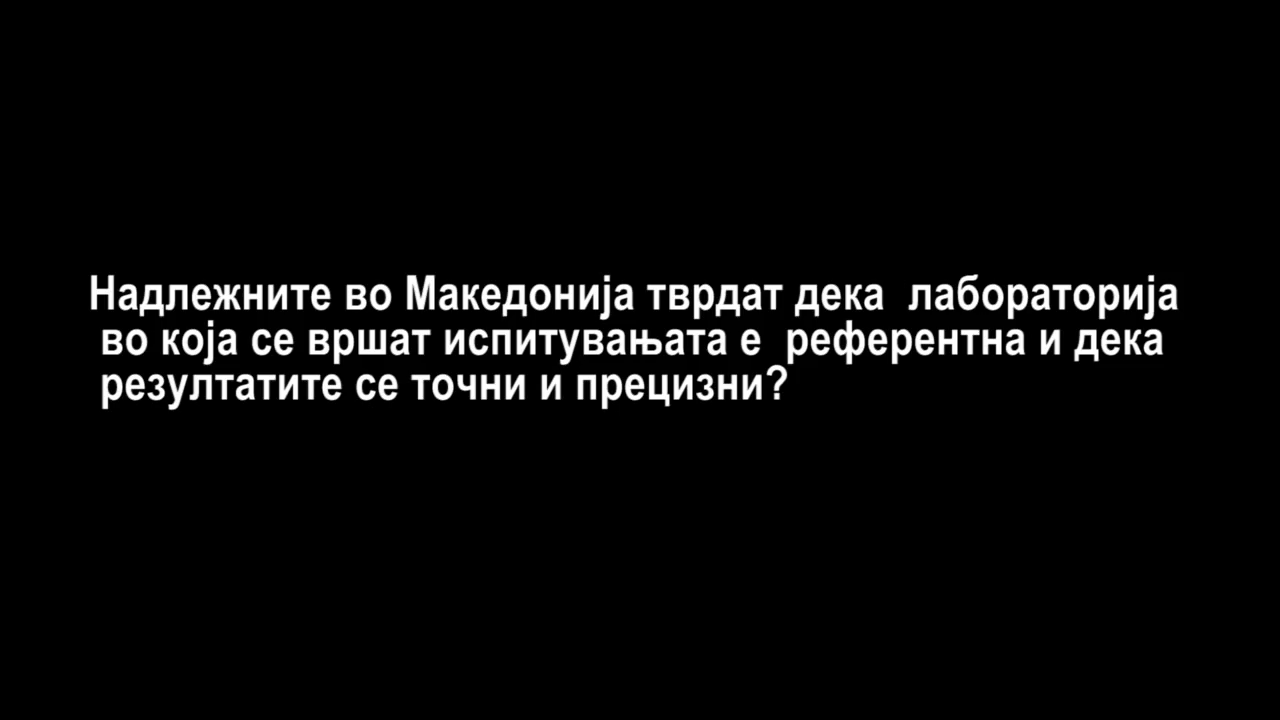 Надлежните во Македонија тврдат дека лабораторија
во која се вршат испитувањата е референтна и дека
резултатите се точни и прецизни?